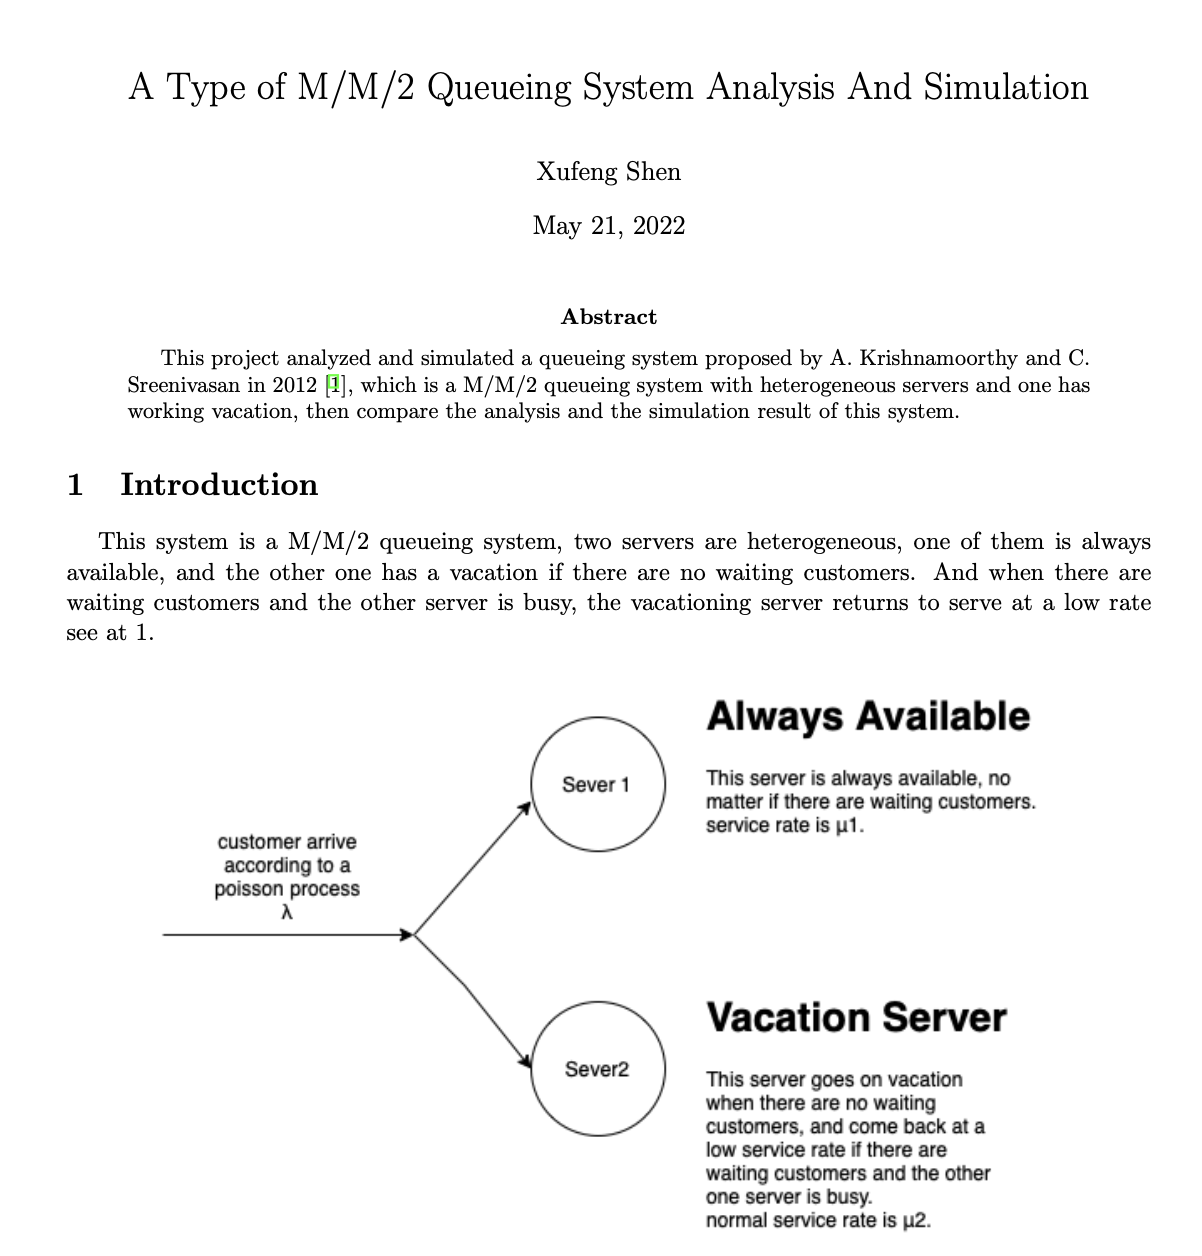 A Type of M/M/2 Queueing System Analysis And Simulation
Xufeng Shen
May 21, 2022
Abstract
This project analyzed and simulated a queueing system proposed by A. Krishnamoorthy and C.
Sreenivasan in 2012 [1], which is a M/M/2 queueing system with heterogeneous servers and one has
working vacation, then compare the analysis and the simulation result of this system.
1 Introduction
This system is a M/M/2 queueing system, two servers are heterogeneous, one of them is always
available, and the other one has a vacation if there are no waiting customers. And when there are
waiting customers and the other server is busy, the vacationing server returns to serve at a low rate
see at 1.
customer arrive
according to a
poisson process
λ
Sever 1
Always Available
This server is always available, no
matter if there are waiting customers.
service rate is μ1.
Sever2
Vacation Server
This server goes on vacation
when there are no waiting
customers, and come back at a
low service rate if there are
waiting customers and the other
one server is busy.
normal service rate is μ2.